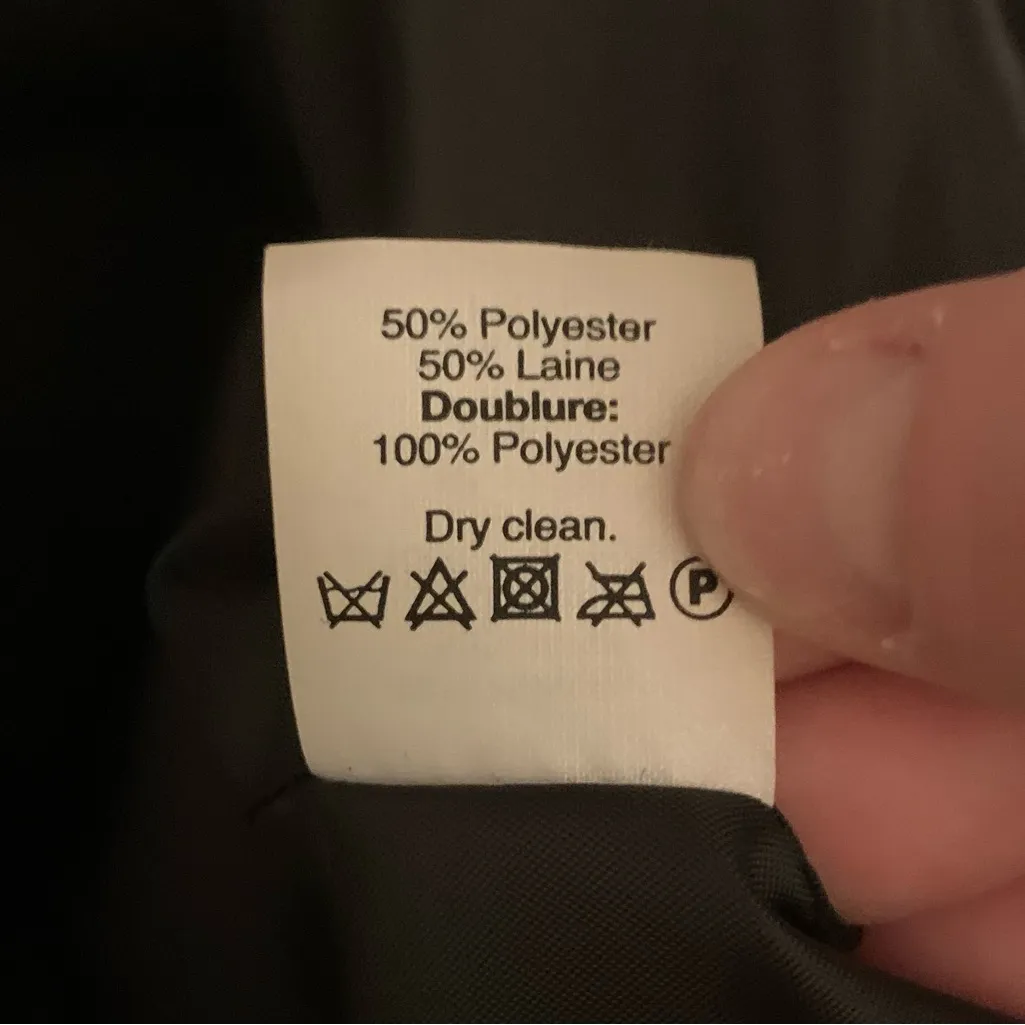 50% Polyester
50% Laine
Doublure:
100% Polyester
Dry clean.
P